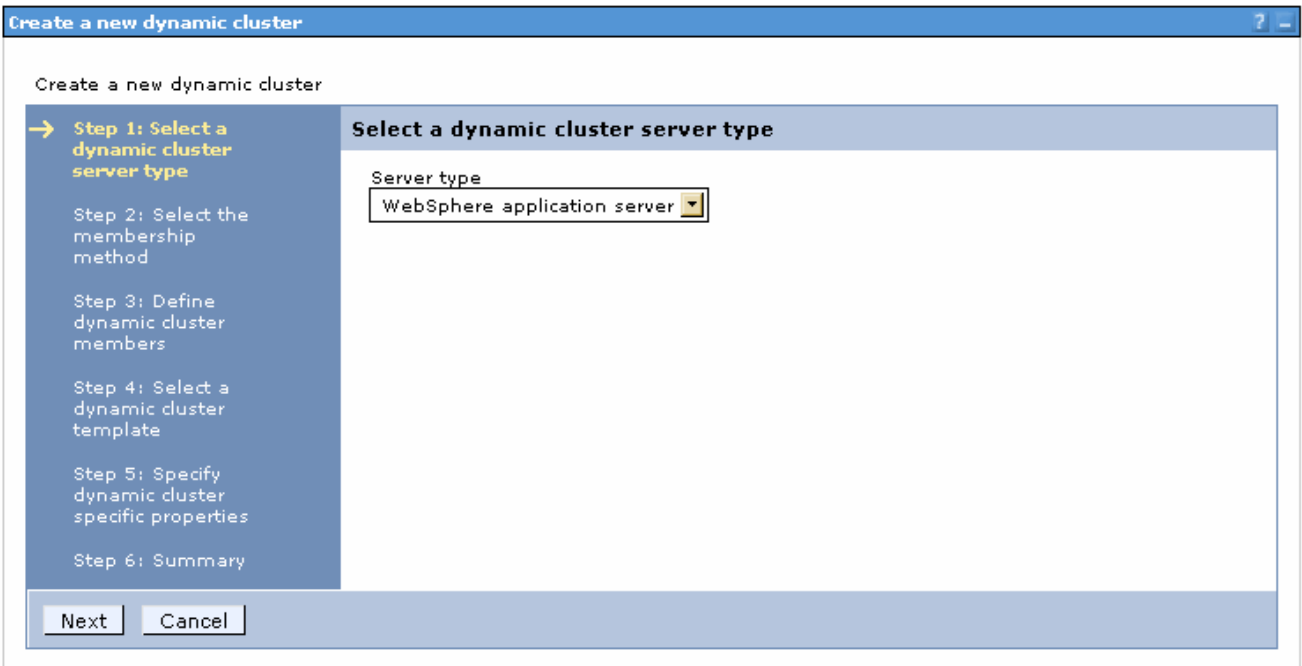 Create a new dynamic cluster
?
Create a new dynamic cluster
Step 1: Select a
dynamic cluster
server type
Step 2: Select the
membership
method
Step 3: Define
dynamic cluster
members
Step 4: Select a
dynamic cluster
template
Step 5: Specify
dynamic cluster
specific properties
Step 6: Summary
Select a dynamic cluster server type
Server type
WebSphere application server
Next
Cancel